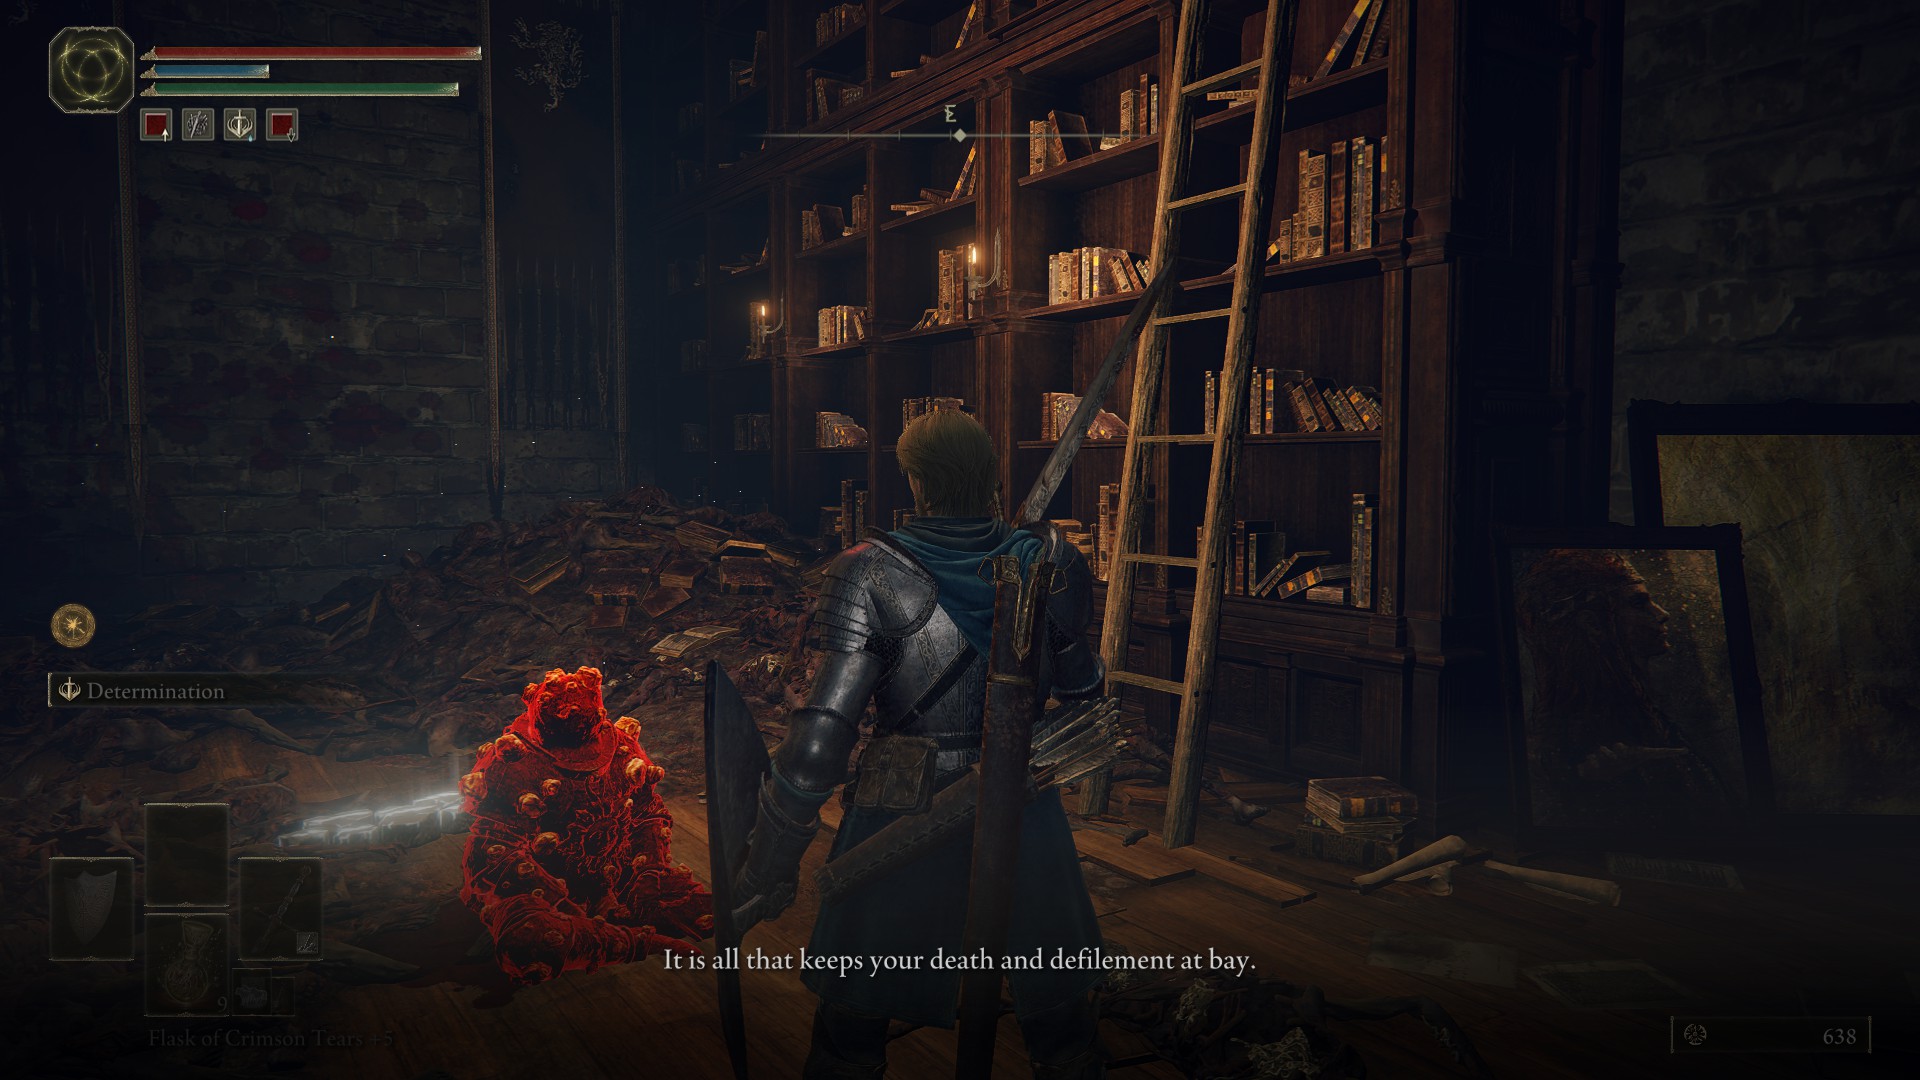 Σ
Determination
It is all that keeps your death and defilement at bay.
9
Flask of Crimson Tears +5
638